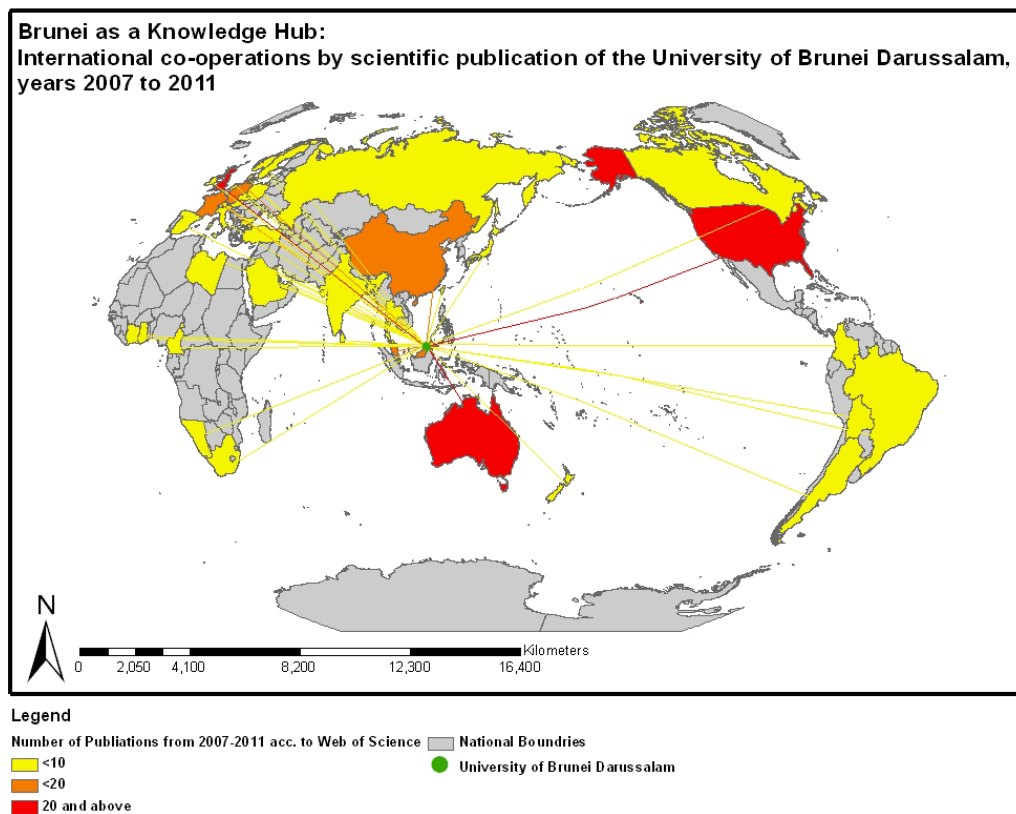 Brunei as a Knowledge Hub:
International co-operations by scientific publication of the University of Brunei Darussalam,
years 2007 to 2011
N
Kilometers
0 2,050 4,100 8,200 12,300 16,400
Legend
Number of Publiations from 2007-2011 acc. to Web of Science
<10
<20
20 and above
National Boundries
University of Brunei Darussalam